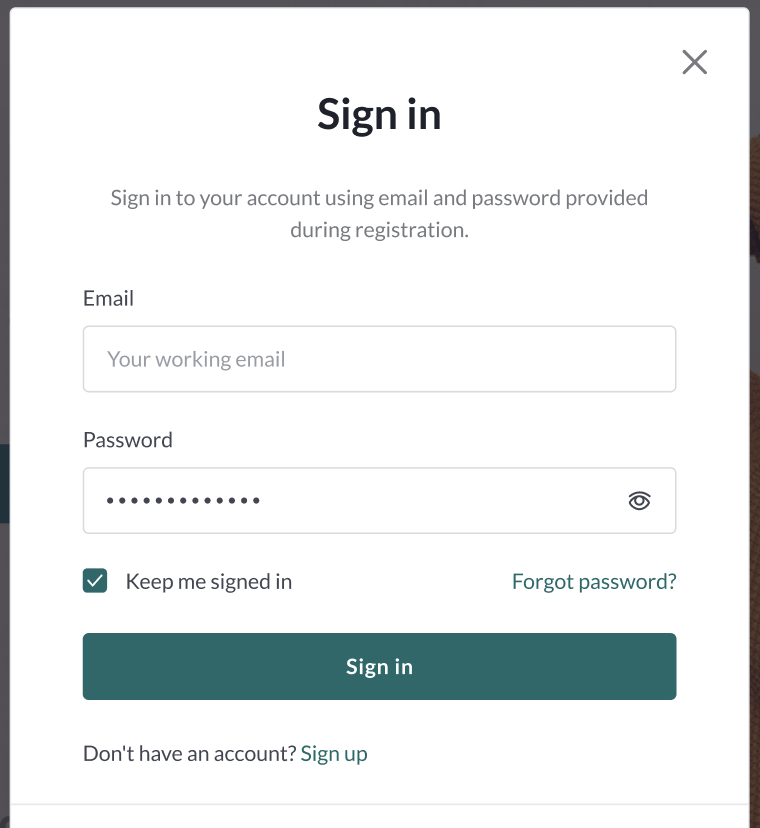 Sign in
Sign in to your account using email and password provided
during registration.
Email
Your working email
Password
•••••••••••••
Keep me signed in
Forgot password?
Sign in
Don't have an account? Sign up